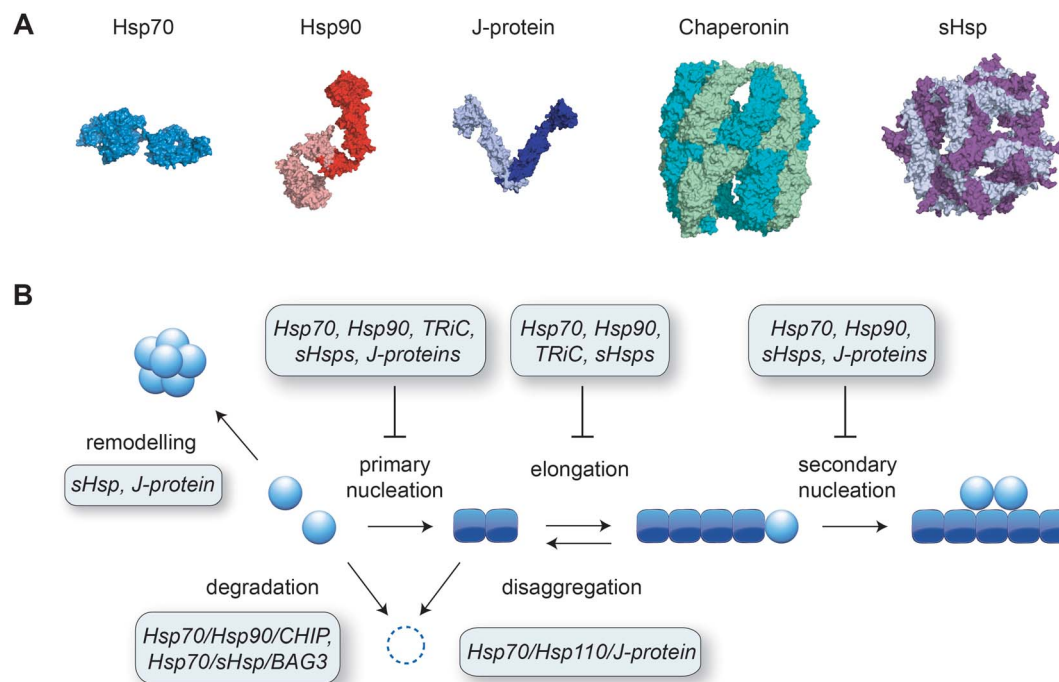 A
Hsp70
Hsp90
J-protein
Chaperonin
sHsp
B
Hsp70, Hsp90, TRiC,
sHsps, J-proteins
Hsp70, Hsp90,
TRiC, sHsps
Hsp70, Hsp90,
sHsps, J-proteins
remodelling
sHsp, J-protein
primary
nucleation
elongation
secondary
nucleation
degradation
Hsp70/Hsp90/CHIP,
Hsp70/sHsp/BAG3
disaggregation
Hsp70/Hsp110/J-protein